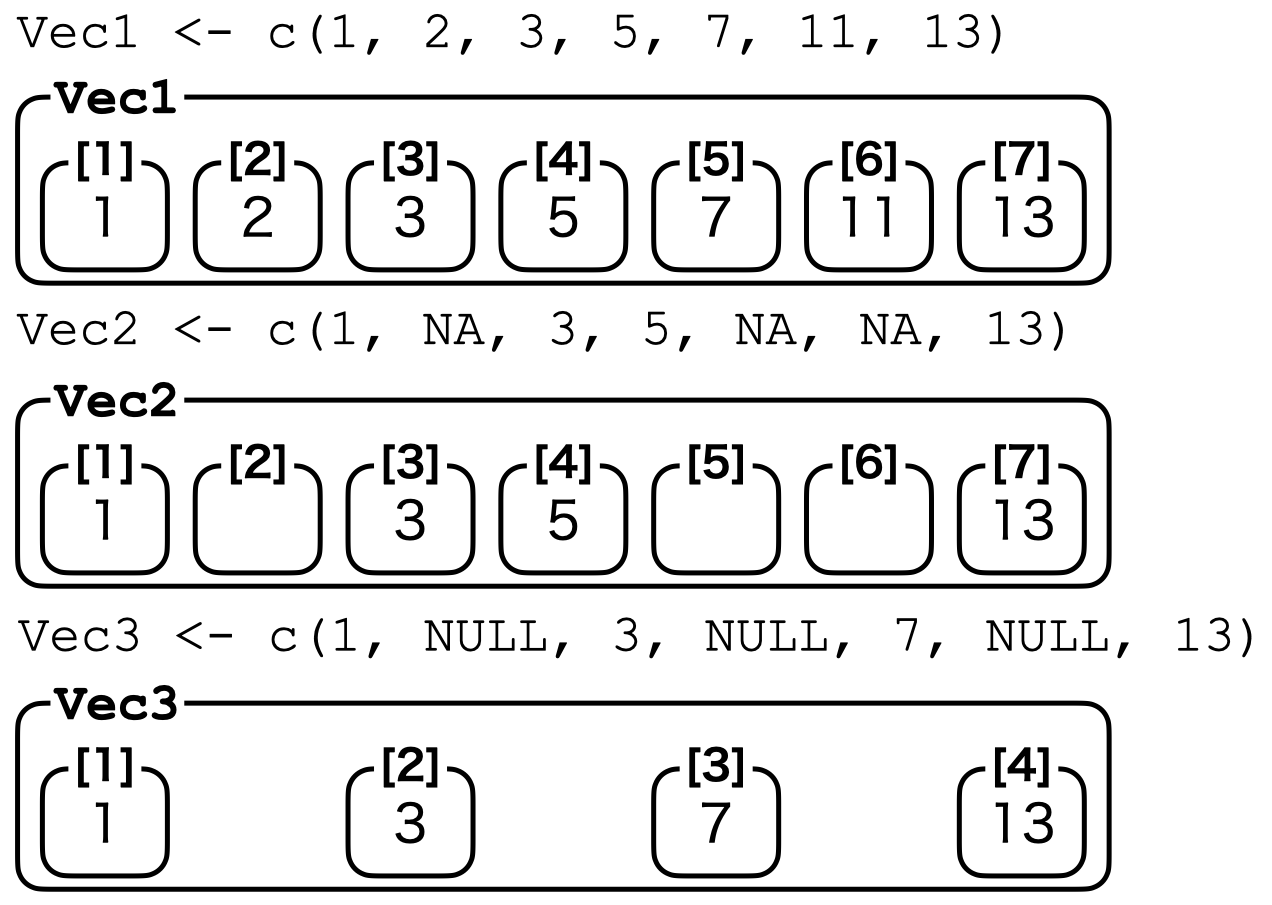 Vec1 <- c(1, 2, 3, 5, 7, 11, 13)
Vec1
[1] [2] [3] [4] [5] [6] [7]
1 2 3 5 7 11 13
Vec2 <- c(1, NA, 3, 5, NA, NA, 13)
Vec2
[1] [2] [3] [4] [5] [6] [7]
1 3 5 13
Vec3 <- c(1, NULL, 3, NULL, 7, NULL, 13)
Vec3
[1] [2] [3] [4]
1 3 7 13